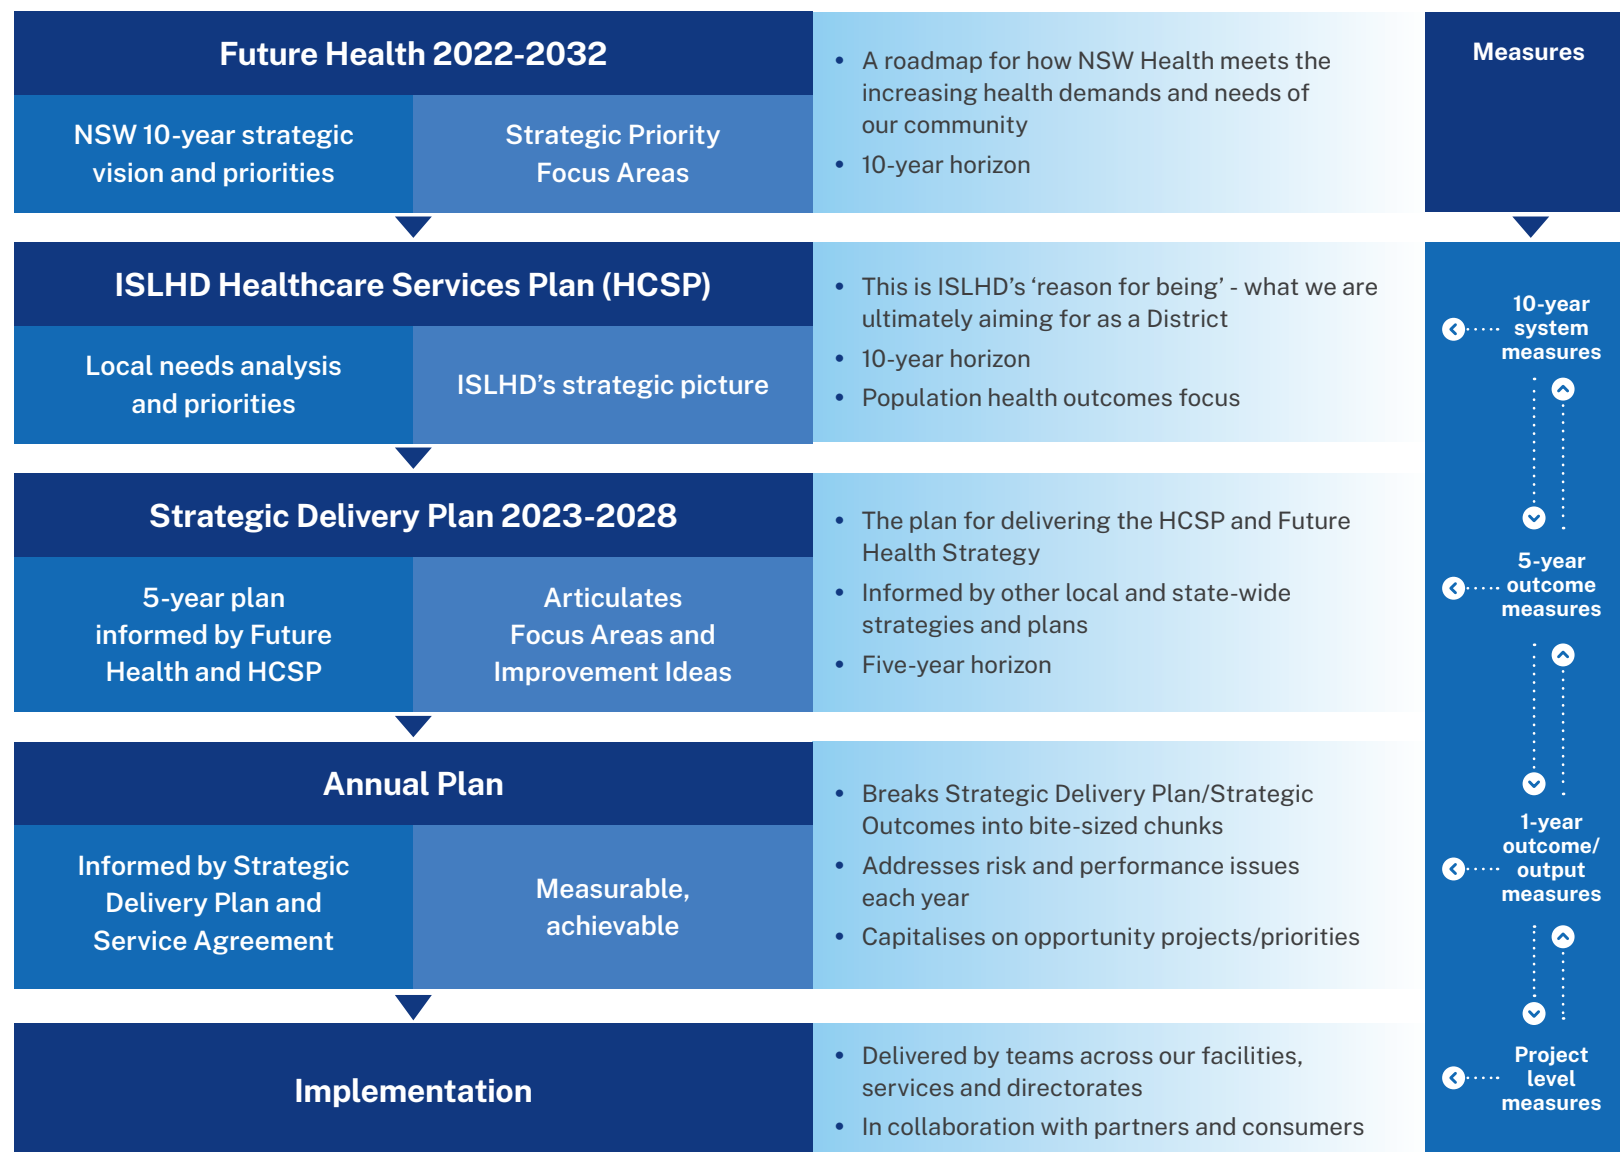 Future Health 2022-2032
NSW 10-year strategic
vision and priorities
Strategic Priority
Focus Areas
• A roadmap for how NSW Health meets the
increasing health demands and needs of
our community
• 10-year horizon
Measures
ISLHD Healthcare Services Plan (HCSP)
Local needs analysis
and priorities
ISLHD’s strategic picture
• This is ISLHD’s ‘reason for being’ - what we are
ultimately aiming for as a District
• 10-year horizon
• Population health outcomes focus
10-year
system
measures
Strategic Delivery Plan 2023-2028
5-year plan
informed by Future
Health and HCSP
Articulates
Focus Areas and
Improvement Ideas
• The plan for delivering the HCSP and Future
Health Strategy
• Informed by other local and state-wide
strategies and plans
• Five-year horizon
5-year
outcome
measures
Annual Plan
Informed by Strategic
Delivery Plan and
Service Agreement
Measurable,
achievable
• Breaks Strategic Delivery Plan/Strategic
Outcomes into bite-sized chunks
• Addresses risk and performance issues
each year
• Capitalises on opportunity projects/priorities
1-year
outcome/
output
measures
Implementation
• Delivered by teams across our facilities,
services and directorates
• In collaboration with partners and consumers
Project
level
measures